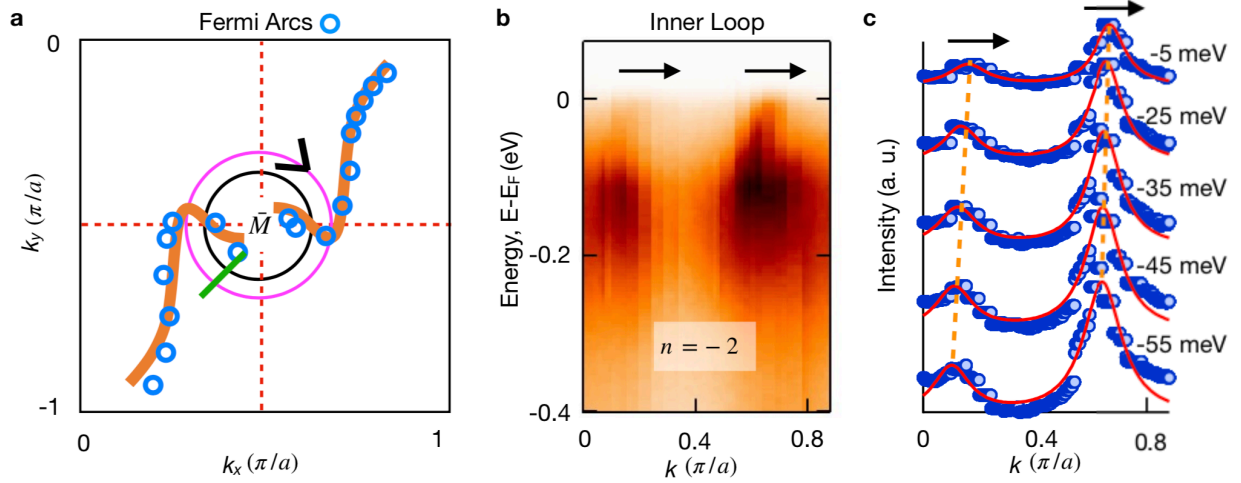 a
Fermi Arcs
0
M̄
k_y (π/a)
-1
0
1
k_x (π/a)
b
Inner Loop
0
-0.2
-0.4
Energy, E-E_F (eV)
n = − 2
0
0.4
0.8
k (π/a)
c
-5 meV
-25 meV
-35 meV
-45 meV
-55 meV
Intensity (a. u.)
0
0.4
0.8
k (π/a)